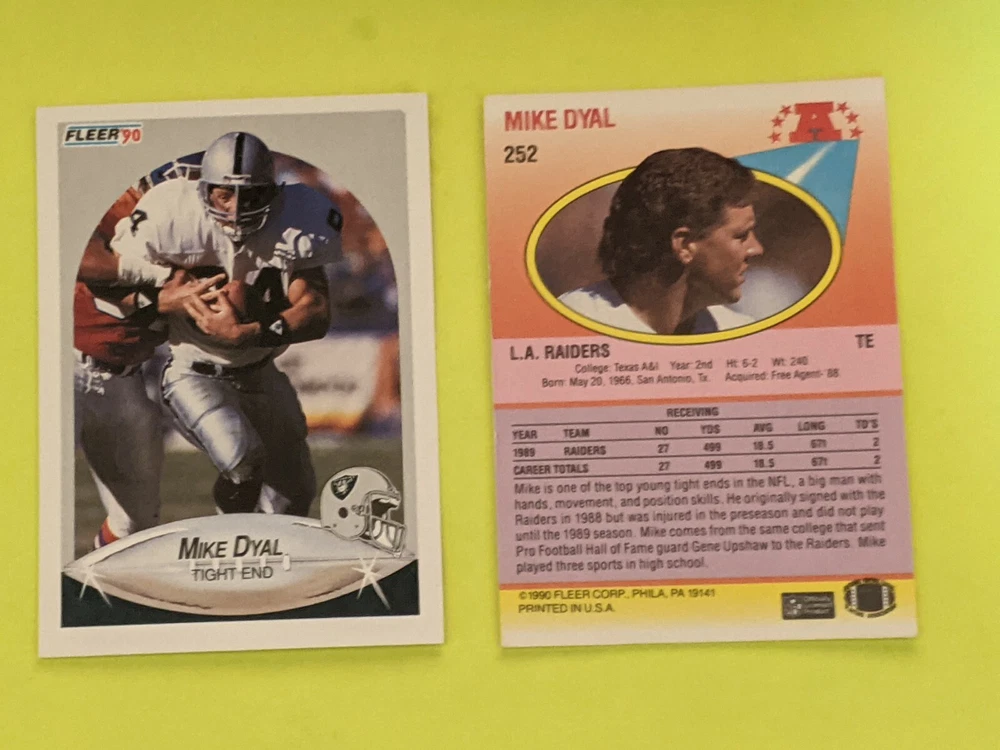 FLEER '90
4
MIKE DYAL
TIGHT END
MIKE DYAL
252
A
L.A. RAIDERS
TE
College: Texas A&I Year: 2nd Ht: 6-2 Wt: 240
Born: May 20, 1966, San Antonio, Tx. Acquired: Free Agent- '88
RECEIVING
YEAR TEAM NO YDS AVG LONG TD'S
1989 RAIDERS 27 499 18.5 67t 2
CAREER TOTALS 27 499 18.5 67t 2
Mike is one of the top young tight ends in the NFL, a big man with
hands, movement, and position skills. He originally signed with the
Raiders in 1988 but was injured in the preseason and did not play
until the 1989 season. Mike comes from the same college that sent
Pro Football Hall of Fame guard Gene Upshaw to the Raiders. Mike
played three sports in high school.
©1990 FLEER CORP., PHILA, PA 19141
PRINTED IN U.S.A.